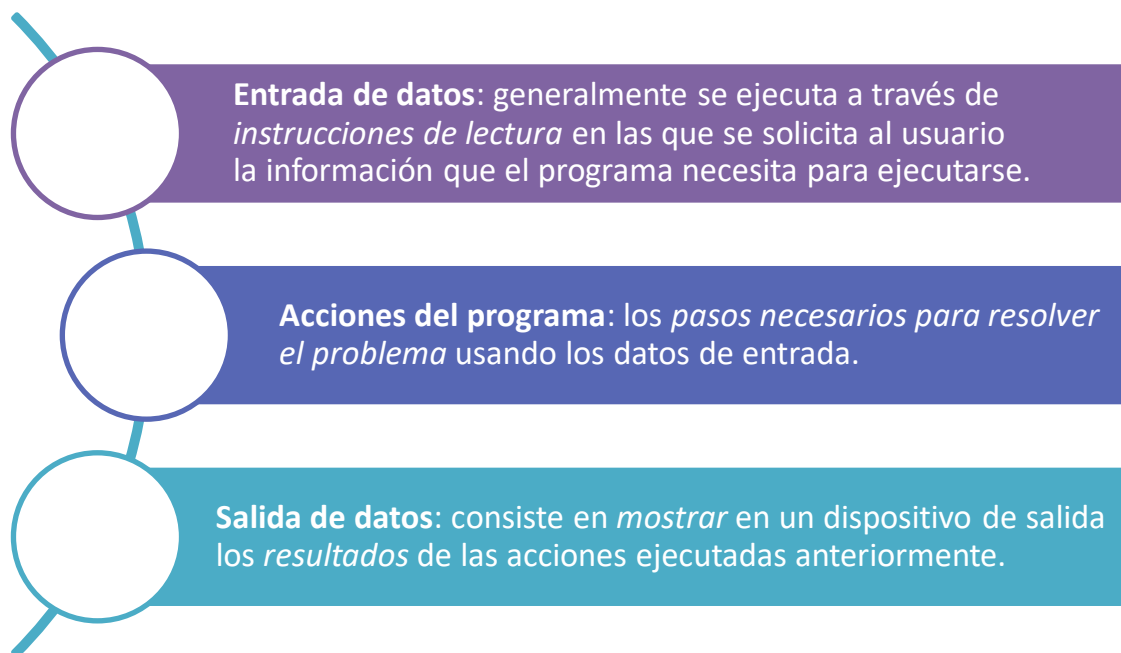 Entrada de datos: generalmente se ejecuta a través de
instrucciones de lectura en las que se solicita al usuario
la información que el programa necesita para ejecutarse.
Acciones del programa: los pasos necesarios para resolver
el problema usando los datos de entrada.
Salida de datos: consiste en mostrar en un dispositivo de salida
los resultados de las acciones ejecutadas anteriormente.